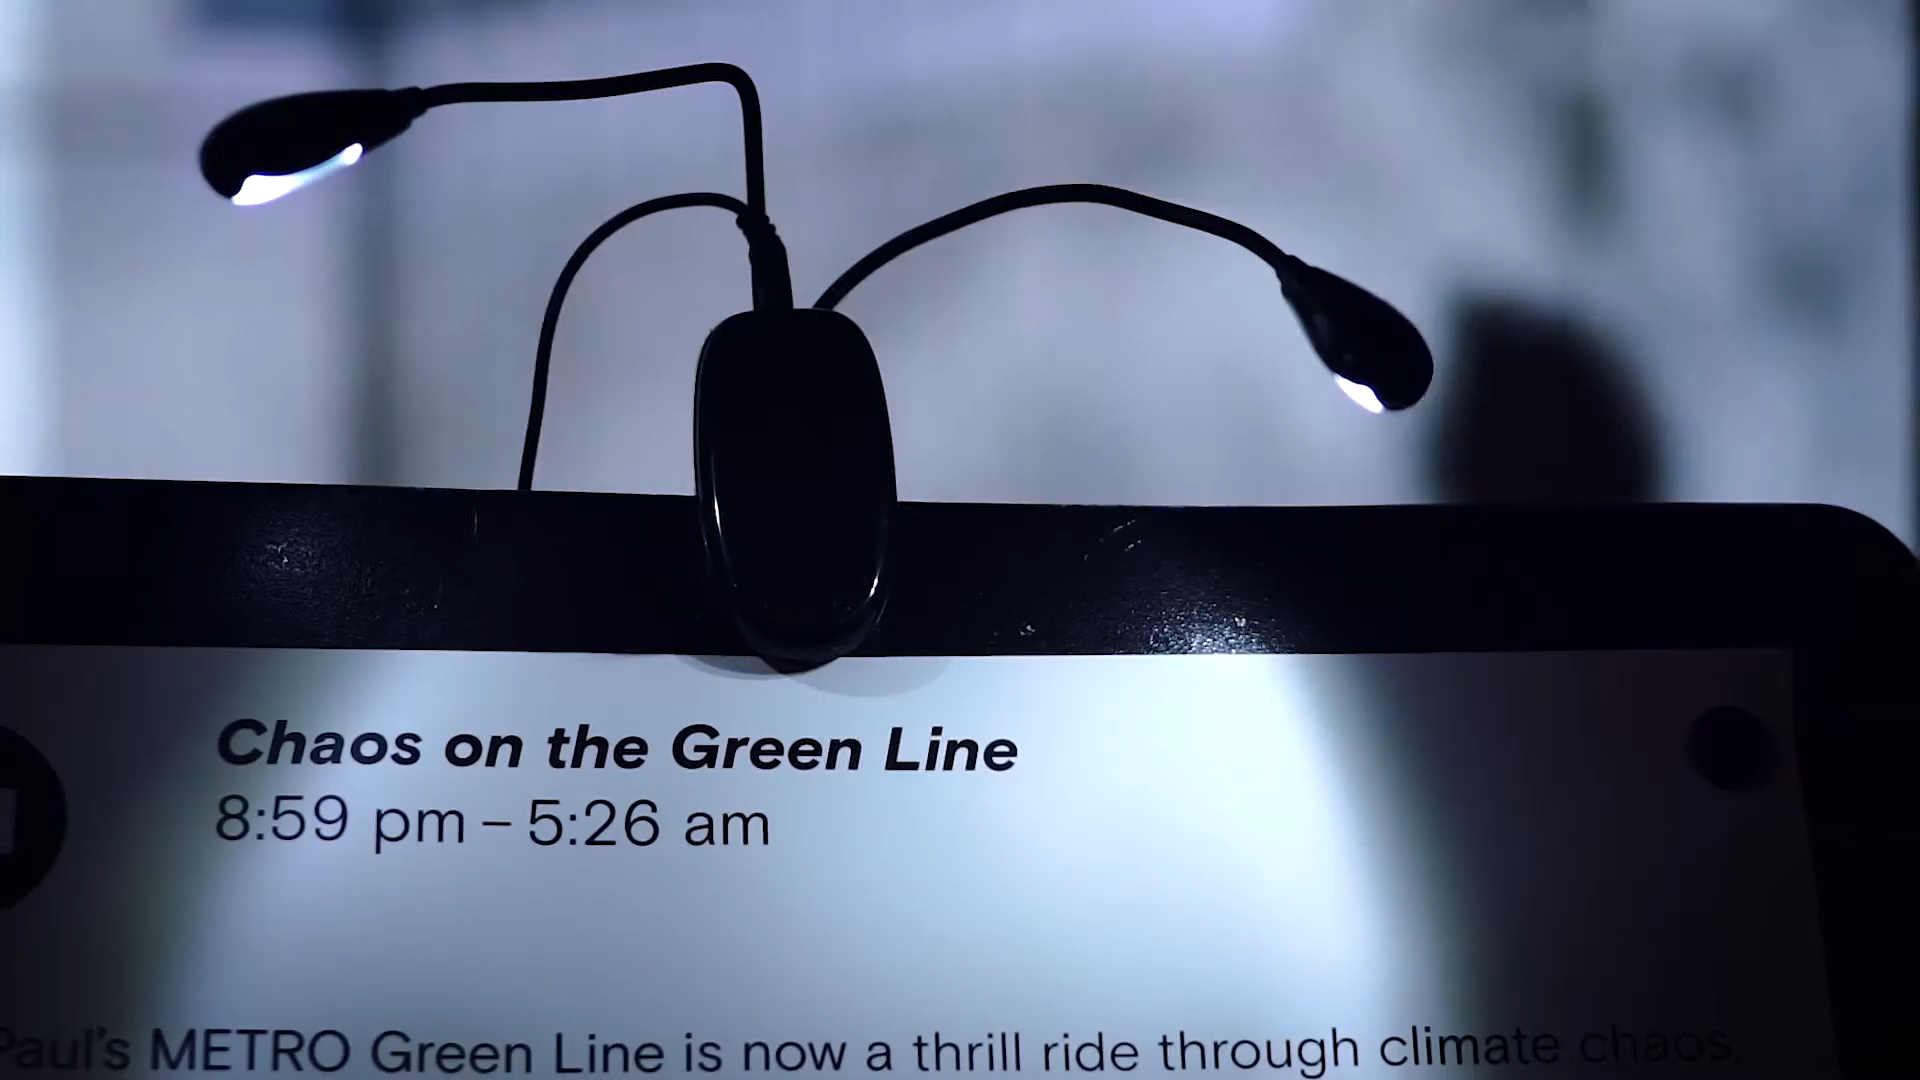 Chaos on the Green Line
8:59 pm – 5:26 am
Paul's METRO Green Line is now a thrill ride through climate chaos.